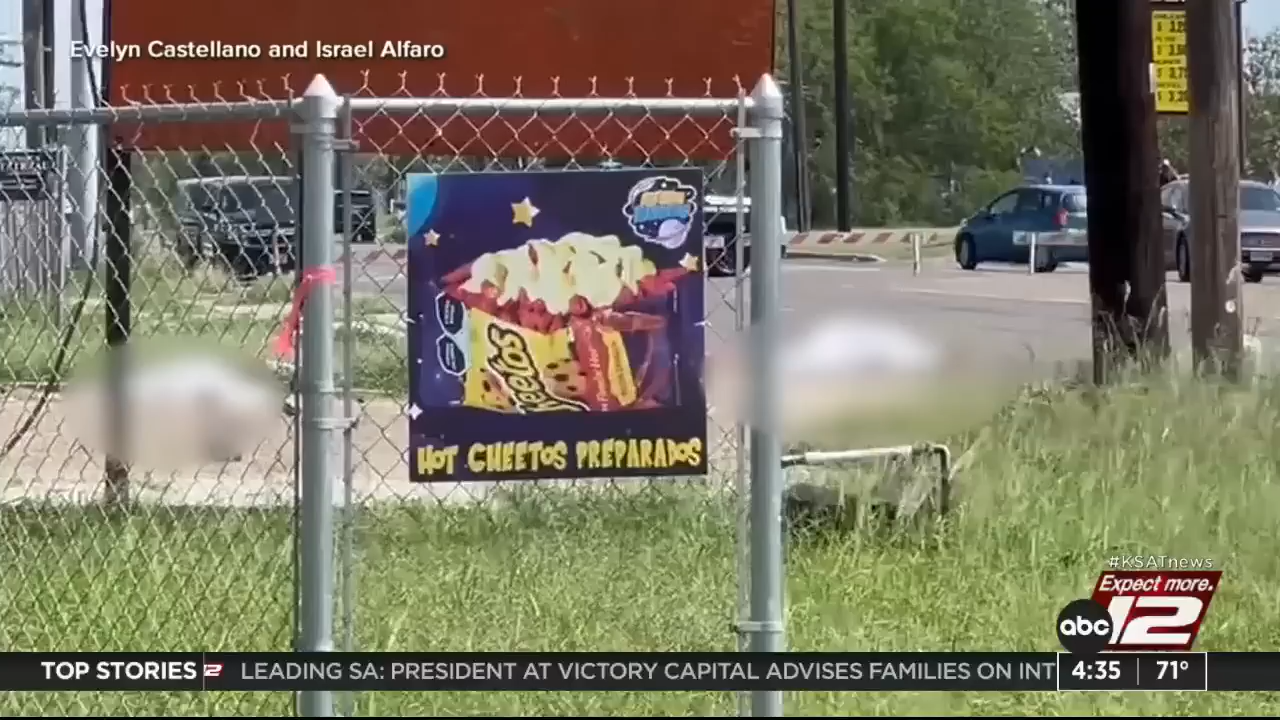 Evelyn Castellano and Israel Alfaro
HOT CHEETOS PREPARADOS
#KSATnews
Expect more.
abc 12
TOP STORIES 12 LEADING SA: PRESIDENT AT VICTORY CAPITAL ADVISES FAMILIES ON INT 4:35 71°